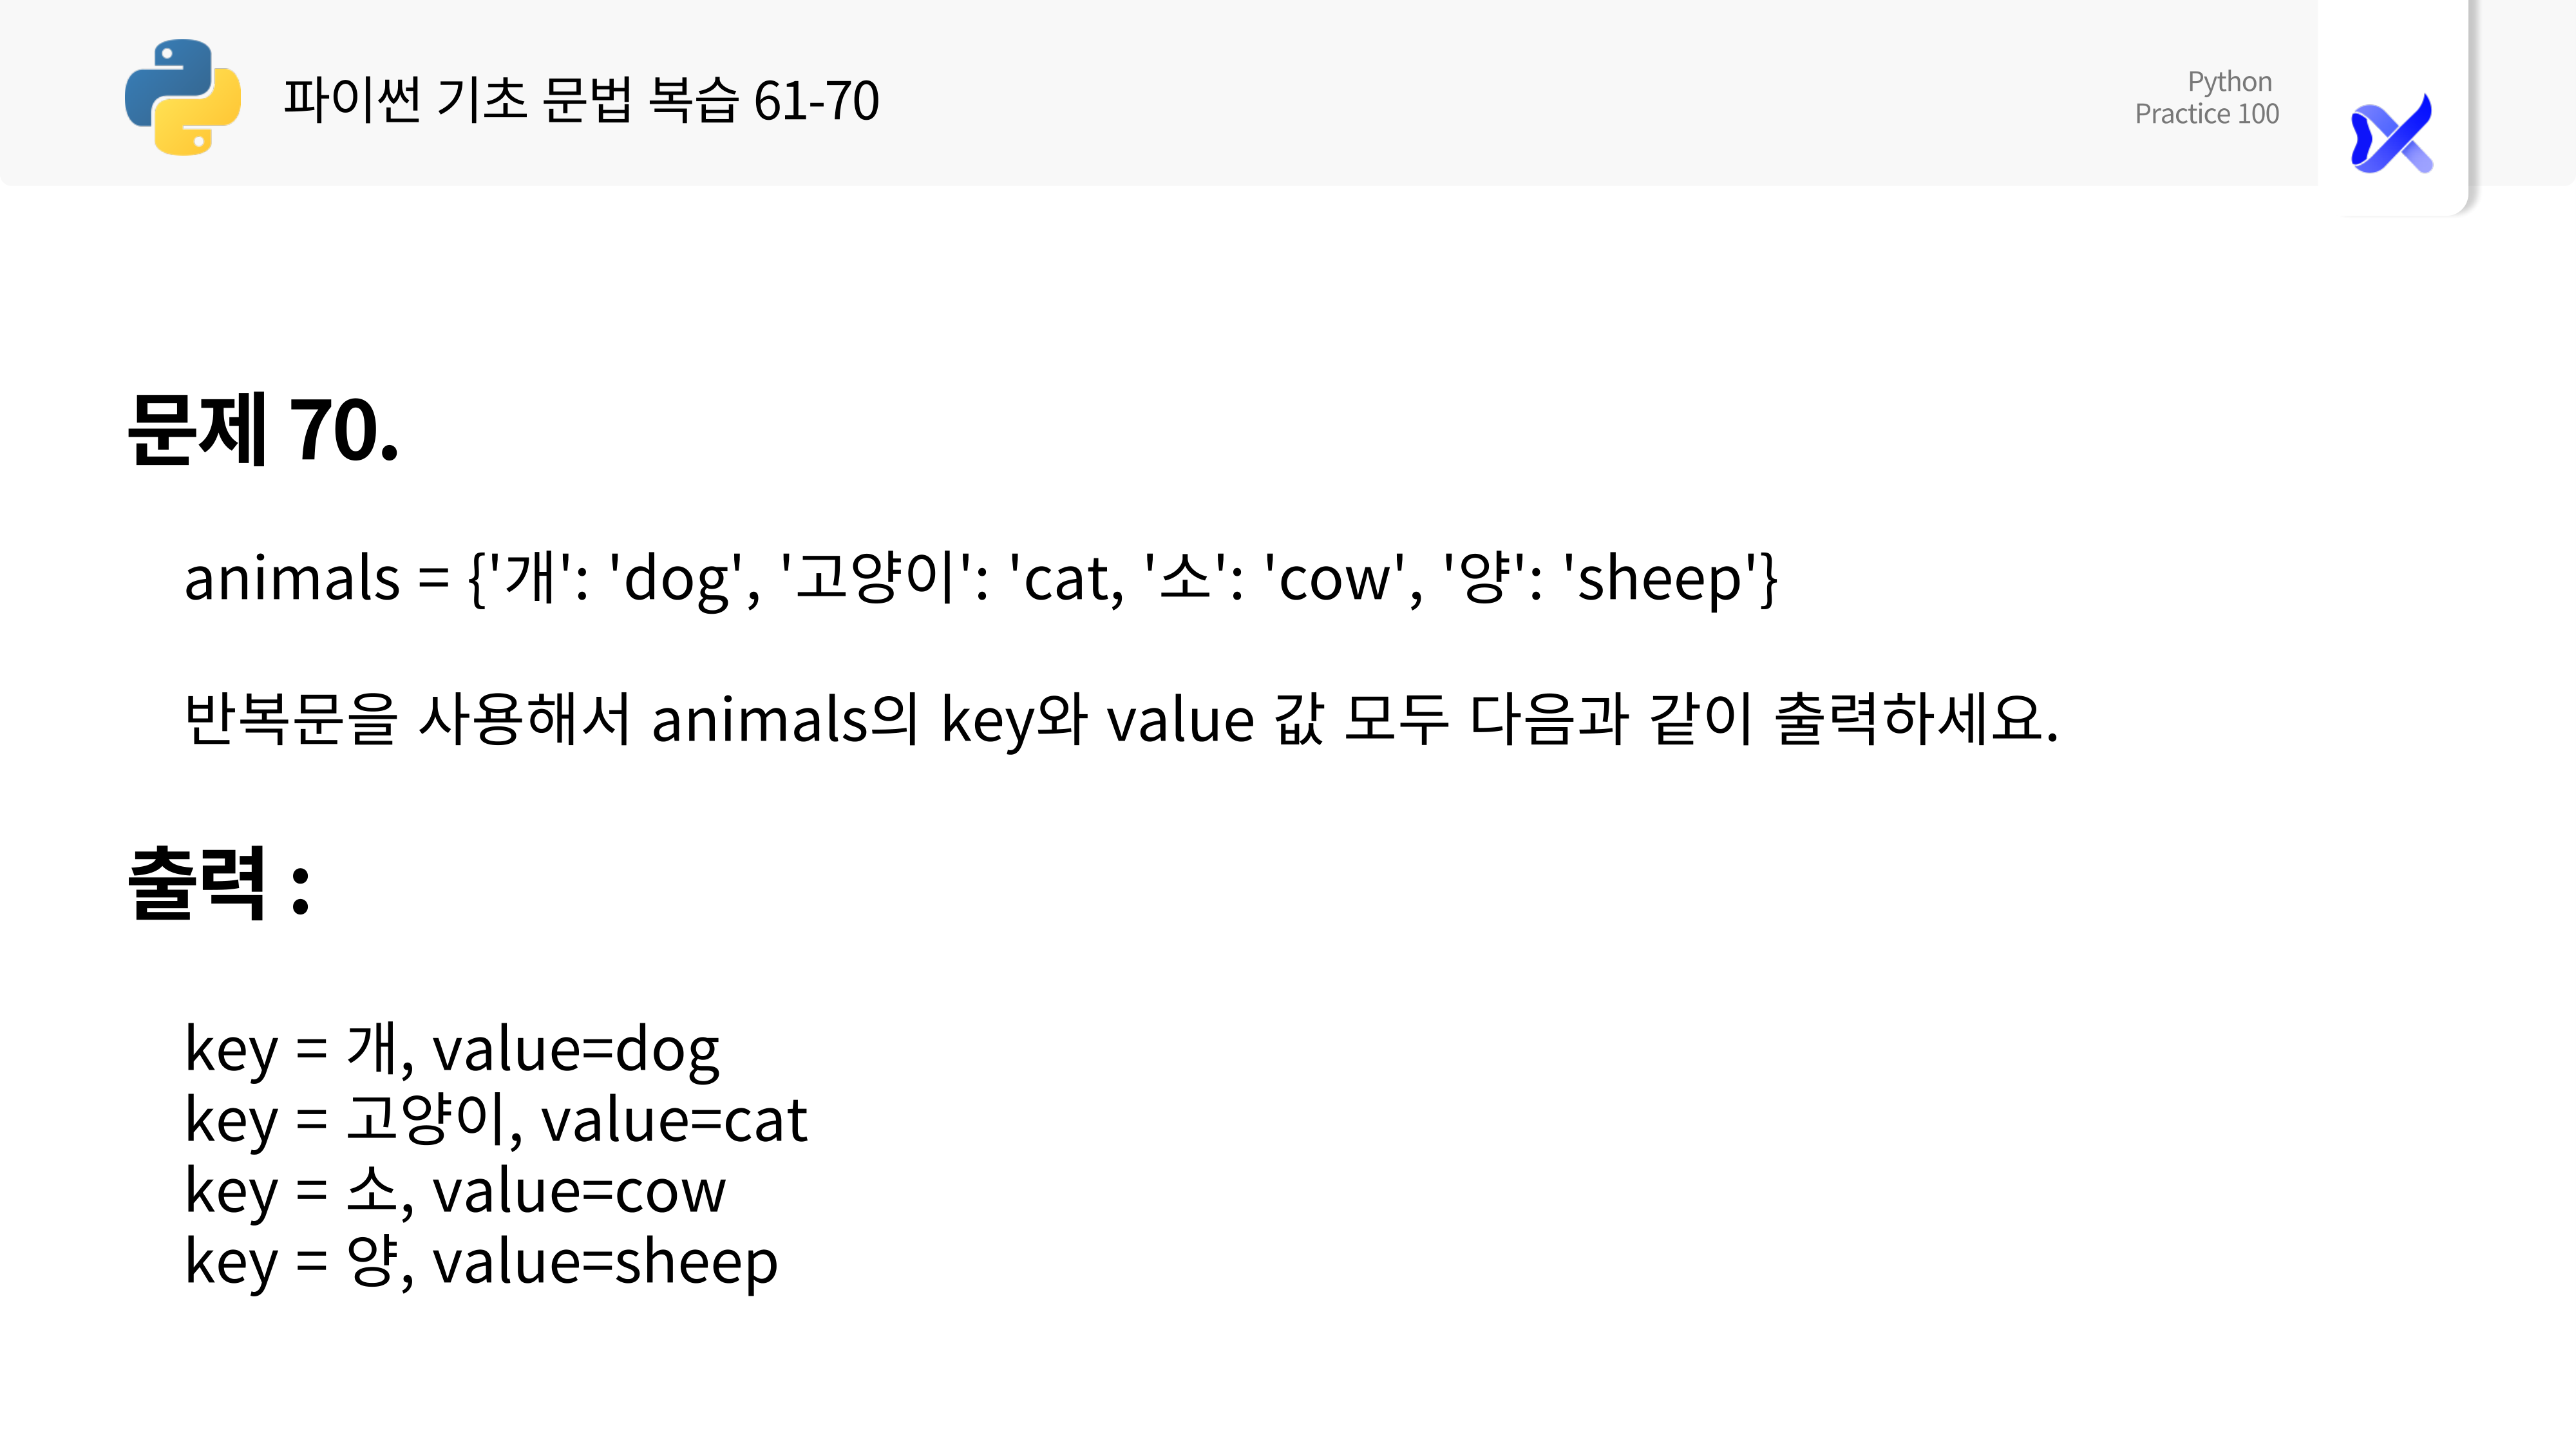 파이썬 기초 문법 복습 61-70
Python
Practice 100
문제 70.
animals = {'개': 'dog', '고양이': 'cat, '소': 'cow', '양': 'sheep'}
반복문을 사용해서 animals의 key와 value 값 모두 다음과 같이 출력하세요.
출력 :
key = 개, value=dog
key = 고양이, value=cat
key = 소, value=cow
key = 양, value=sheep